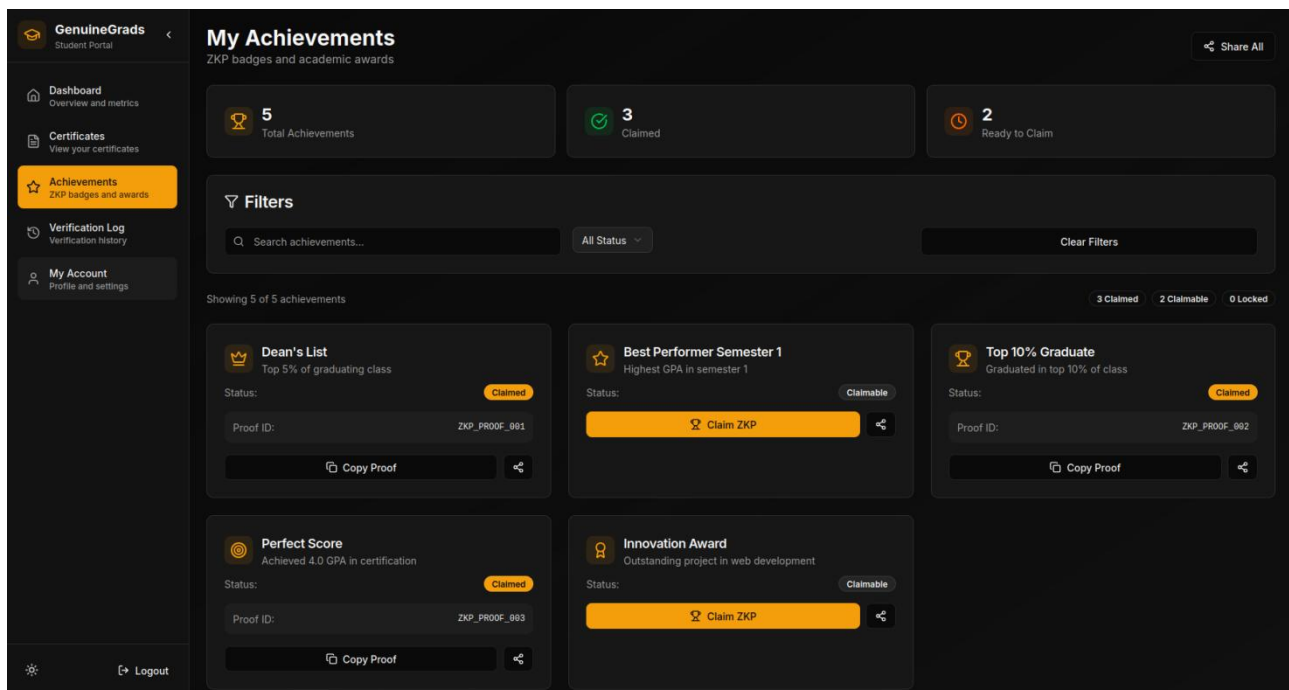 GenuineGrads
Student Portal
Dashboard
Overview and metrics
Certificates
View your certificates
Achievements
ZKP badges and awards
Verification Log
Verification history
My Account
Profile and settings
Logout
My Achievements
ZKP badges and academic awards
Share All
5
Total Achievements
3
Claimed
2
Ready to Claim
Filters
Search achievements...
All Status
Clear Filters
Showing 5 of 5 achievements
3 Claimed 2 Claimable 0 Locked
Dean's List
Top 5% of graduating class
Status: Claimed
Proof ID: ZKP_PROOF_001
Copy Proof
Best Performer Semester 1
Highest GPA in semester 1
Status: Claimable
Claim ZKP
Top 10% Graduate
Graduated in top 10% of class
Status: Claimed
Proof ID: ZKP_PROOF_002
Copy Proof
Perfect Score
Achieved 4.0 GPA in certification
Status: Claimed
Proof ID: ZKP_PROOF_003
Copy Proof
Innovation Award
Outstanding project in web development
Status: Claimable
Claim ZKP